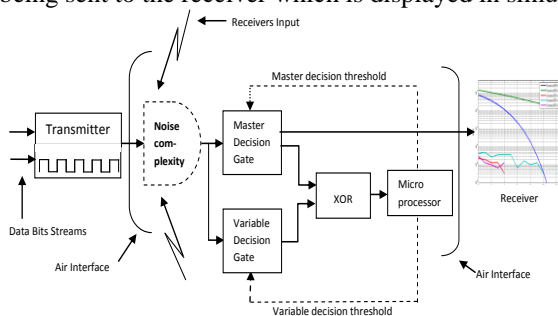 being sent to the receiver which is displayed in simu
Receivers Input
Master decision threshold
Transmitter
Noise
com-
plexity
Master
Decision
Gate
XOR
Micro
processor
Receiver
Variable
Decision
Gate
Data Bits Streams
Air Interface
Air Interface
Variable decision threshold